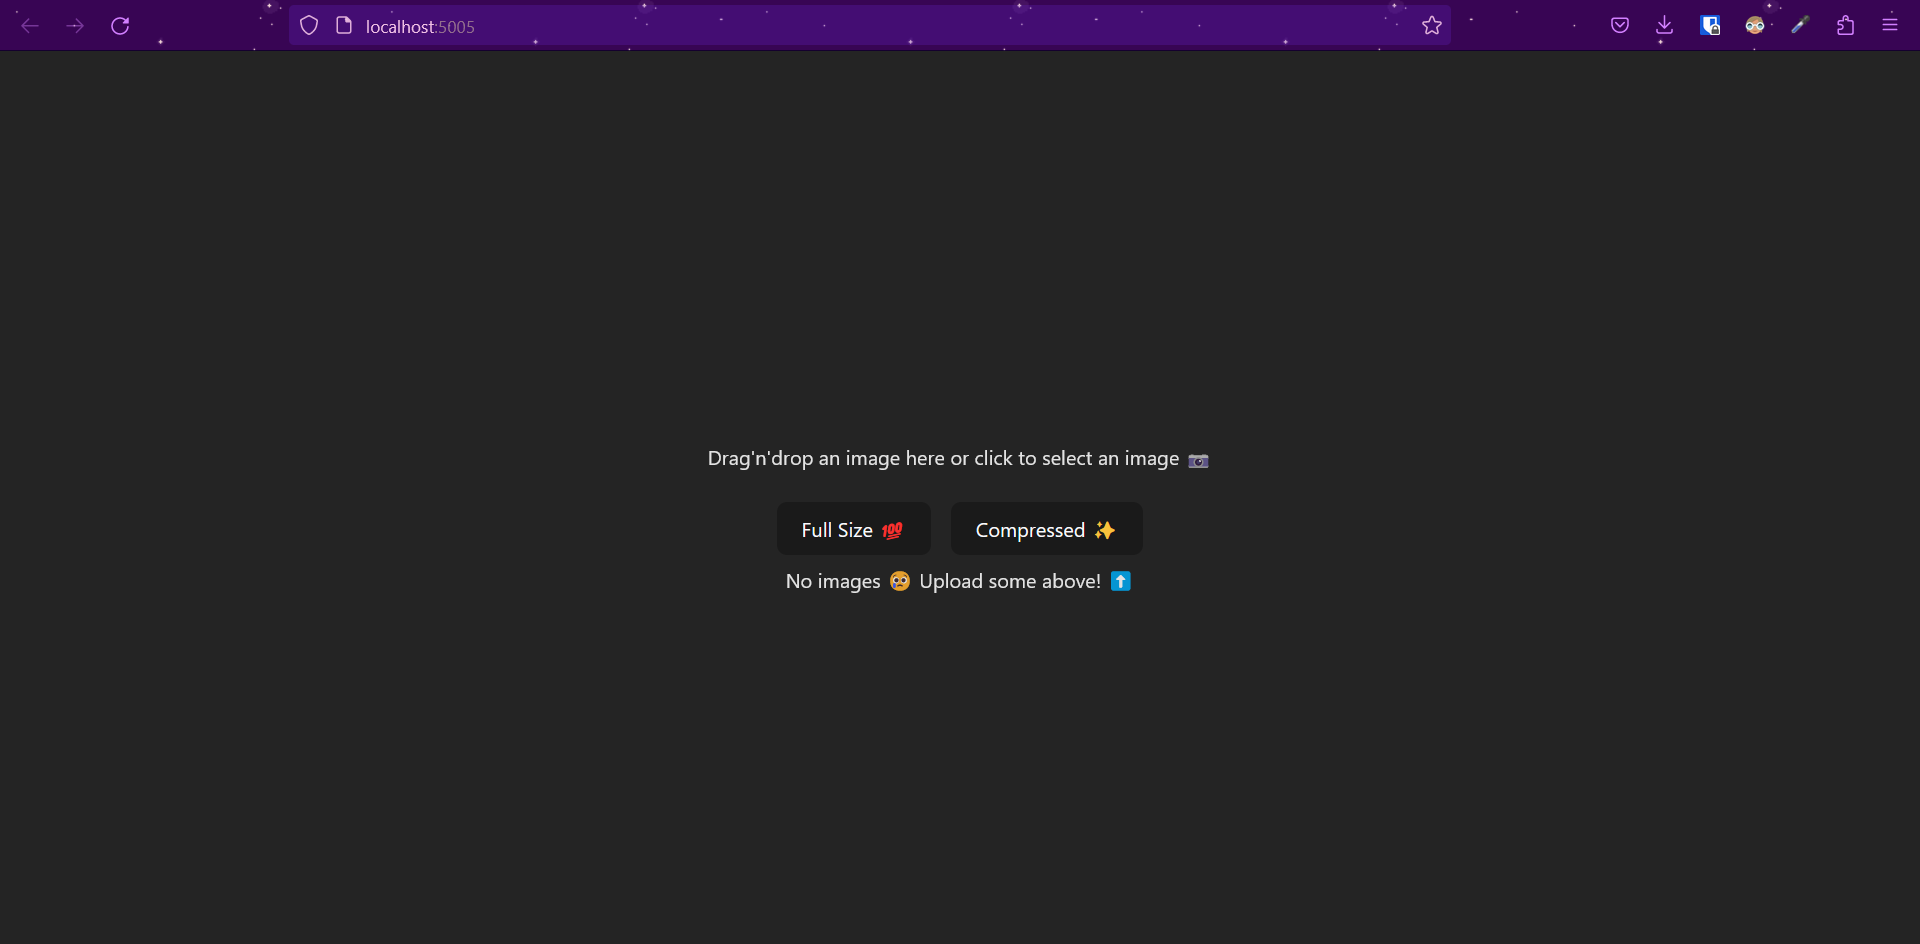 localhost:5005
Drag'n'drop an image here or click to select an image 📷
Full Size 💯
Compressed ✨
No images 😢 Upload some above! ⬆️